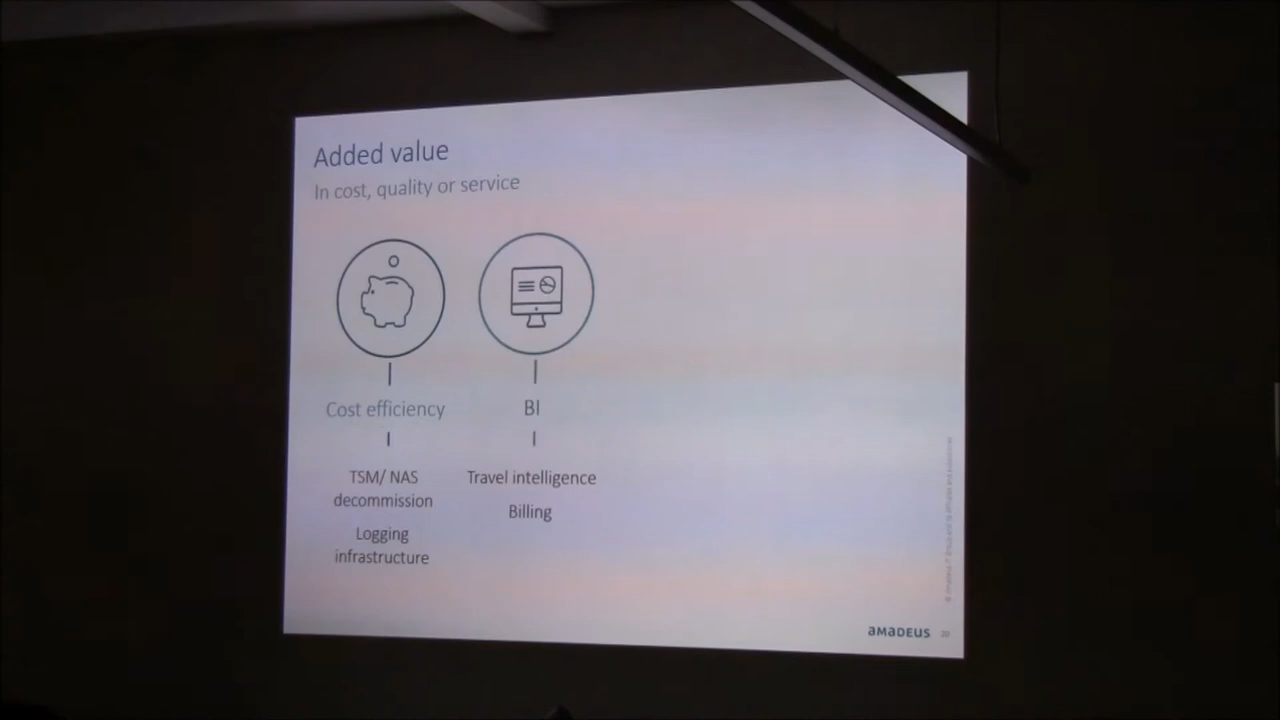 Added value
In cost, quality or service
Cost efficiency
TSM/ NAS
decommission
Logging
infrastructure
BI
Travel intelligence
Billing
amadeus 20